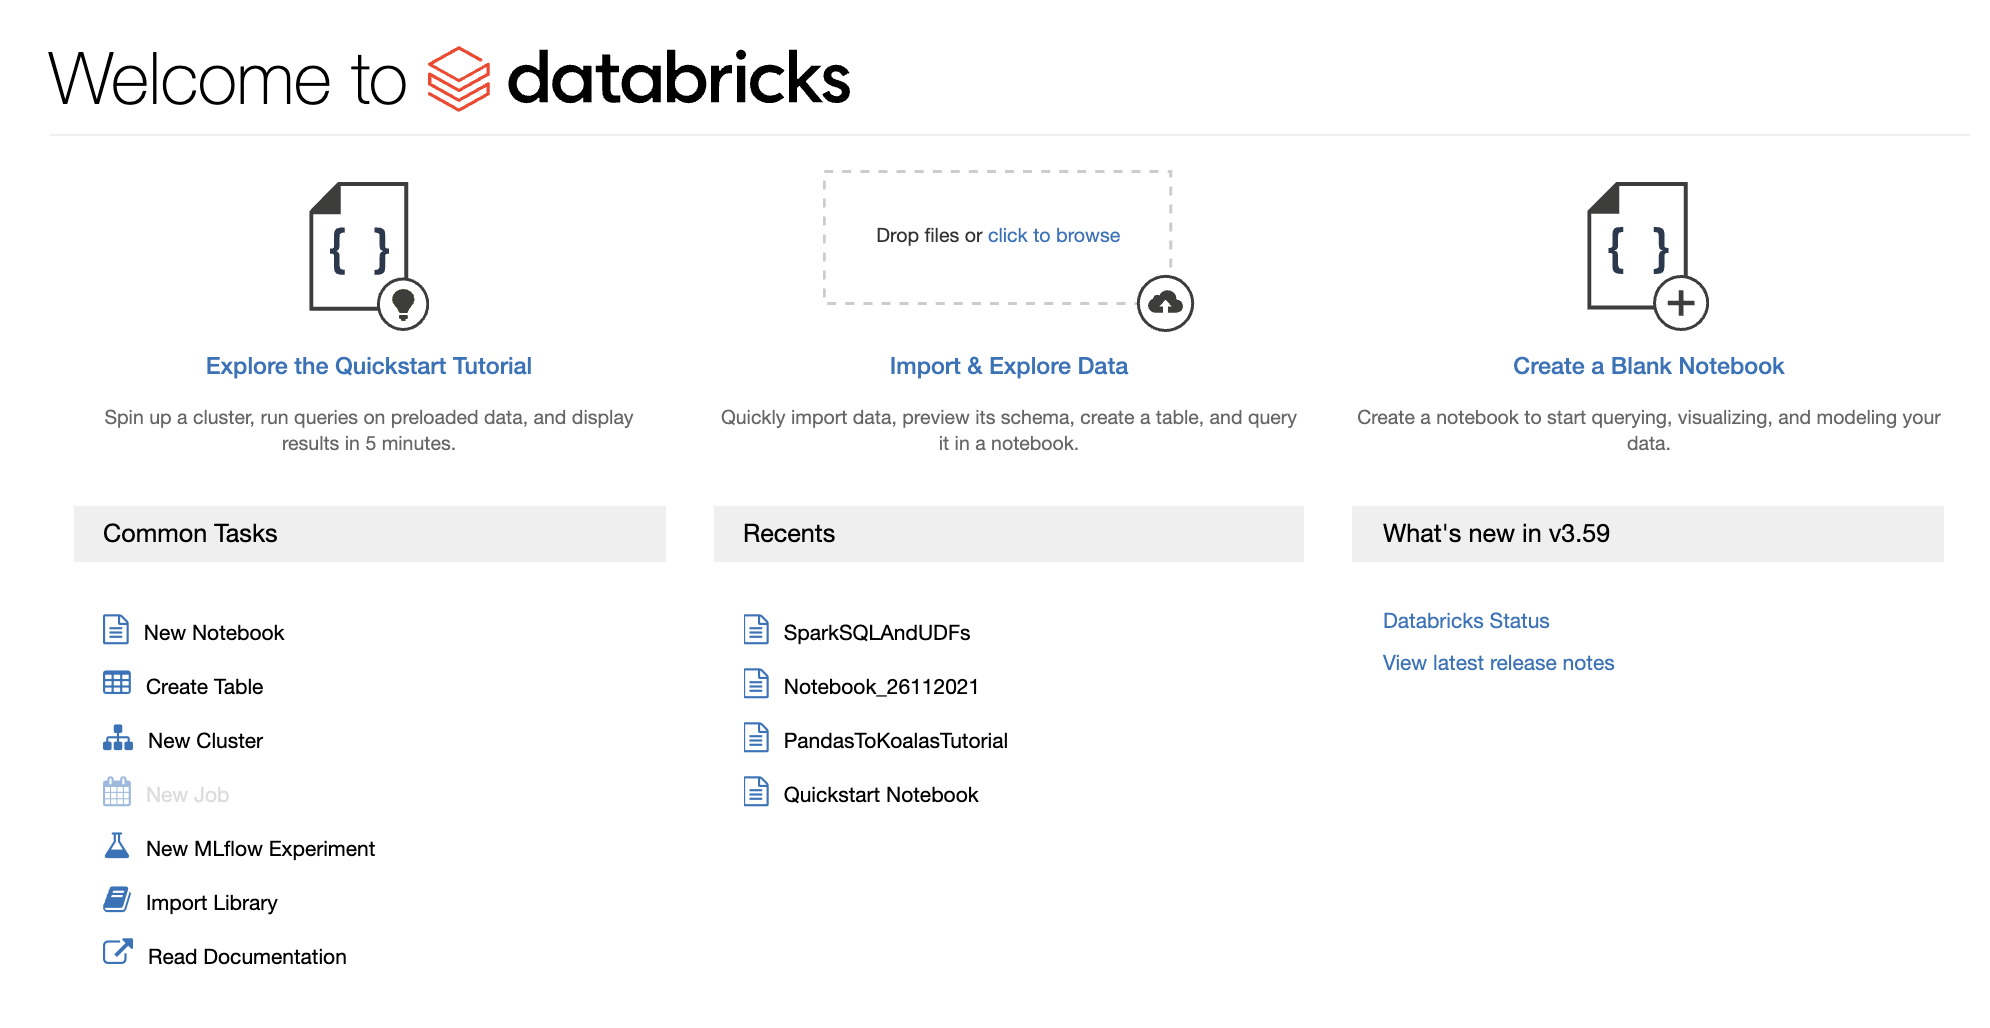 Welcome to databricks
{ }
Drop files or click to browse
{ }
Explore the Quickstart Tutorial
Spin up a cluster, run queries on preloaded data, and display
results in 5 minutes.
Import & Explore Data
Quickly import data, preview its schema, create a table, and query
it in a notebook.
Create a Blank Notebook
Create a notebook to start querying, visualizing, and modeling your
data.
Common Tasks
New Notebook
Create Table
New Cluster
New Job
New MLflow Experiment
Import Library
Read Documentation
Recents
SparkSQLAndUDFs
Notebook_26112021
PandasToKoalasTutorial
Quickstart Notebook
What's new in v3.59
Databricks Status
View latest release notes